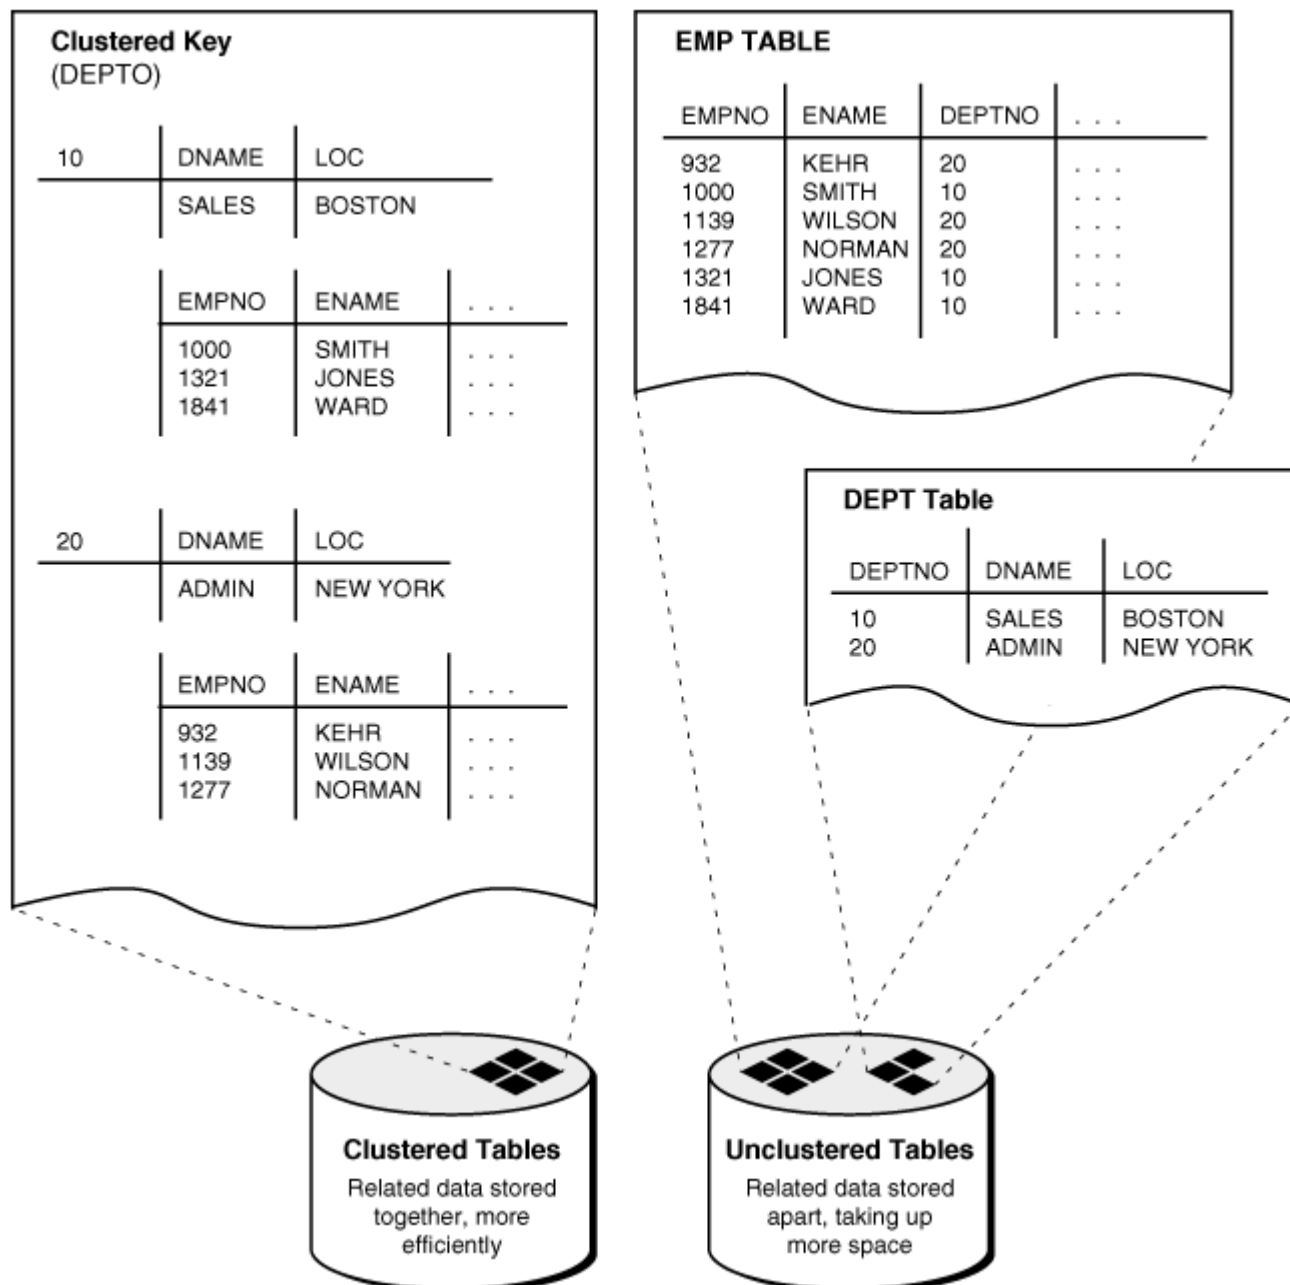 Clustered Key
(DEPTO)
10 DNAME LOC
SALES BOSTON
EMPNO ENAME . . .
1000 SMITH . . .
1321 JONES . . .
1841 WARD . . .
20 DNAME LOC
ADMIN NEW YORK
EMPNO ENAME . . .
932 KEHR . . .
1139 WILSON . . .
1277 NORMAN . . .
EMP TABLE
EMPNO ENAME DEPTNO . . .
932 KEHR 20 . . .
1000 SMITH 10 . . .
1139 WILSON 20 . . .
1277 NORMAN 20 . . .
1321 JONES 10 . . .
1841 WARD 10 . . .
DEPT Table
DEPTNO DNAME LOC
10 SALES BOSTON
20 ADMIN NEW YORK
Clustered Tables
Related data stored
together, more
efficiently
Unclustered Tables
Related data stored
apart, taking up
more space